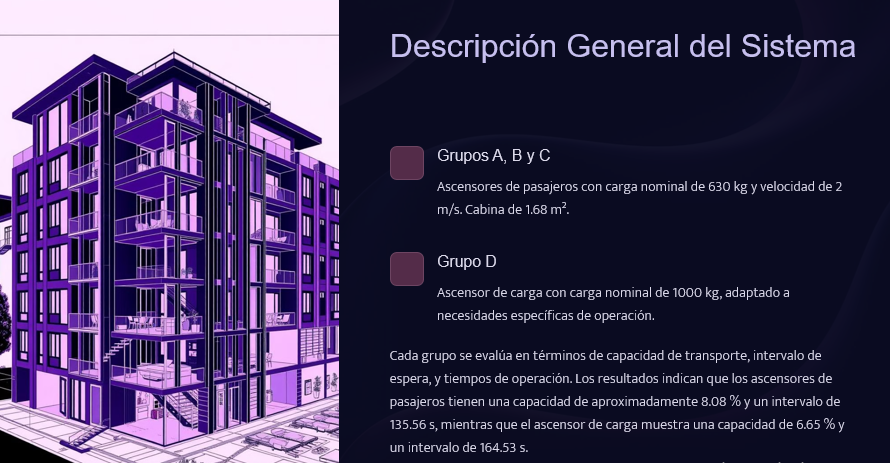 Descripción General del Sistema
Grupos A, B y C
Ascensores de pasajeros con carga nominal de 630 kg y velocidad de 2
m/s. Cabina de 1.68 m².
Grupo D
Ascensor de carga con carga nominal de 1000 kg, adaptado a
necesidades específicas de operación.
Cada grupo se evalúa en términos de capacidad de transporte, intervalo de
espera, y tiempos de operación. Los resultados indican que los ascensores de
pasajeros tienen una capacidad de aproximadamente 8.08 % y un intervalo de
135.56 s, mientras que el ascensor de carga muestra una capacidad de 6.65 % y
un intervalo de 164.53 s.